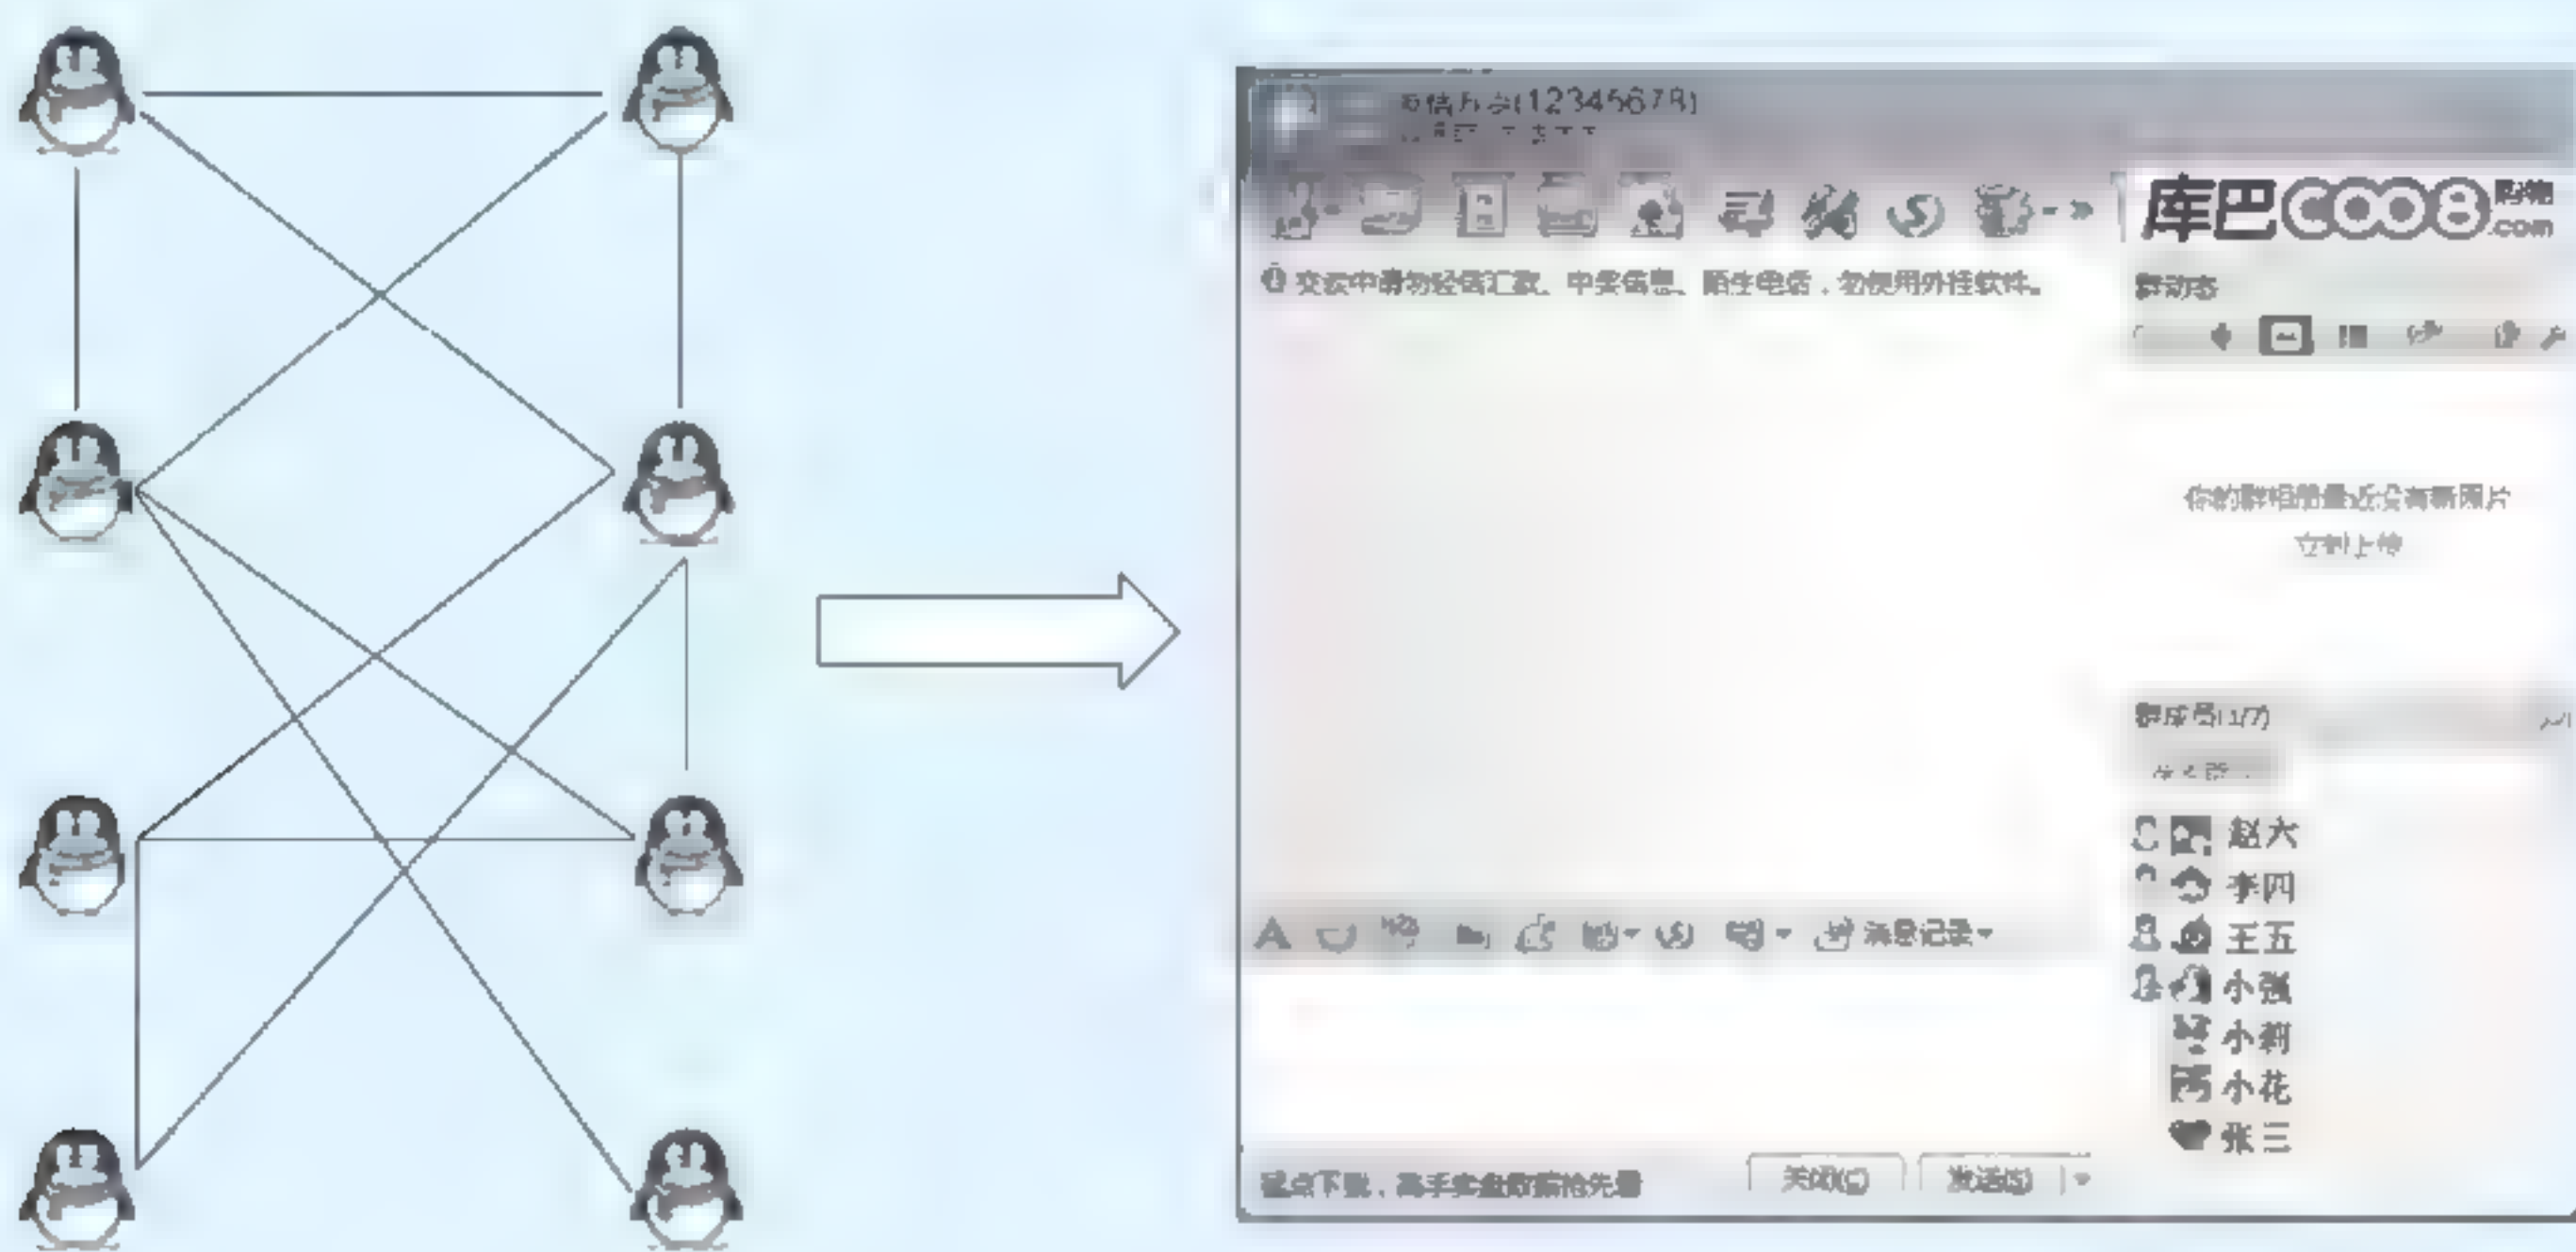 (12345678)
库巴COO8购物.com
交谈中请勿轻信汇款、中奖信息、陌生电话，勿使用外挂软件。
群动态
你的群相册最近没有新照片
立刻上传
群成员(1/7)
赵六
李四
王五
小强
小莉
小花
张三
消息记录
关闭(C)
发送(S)